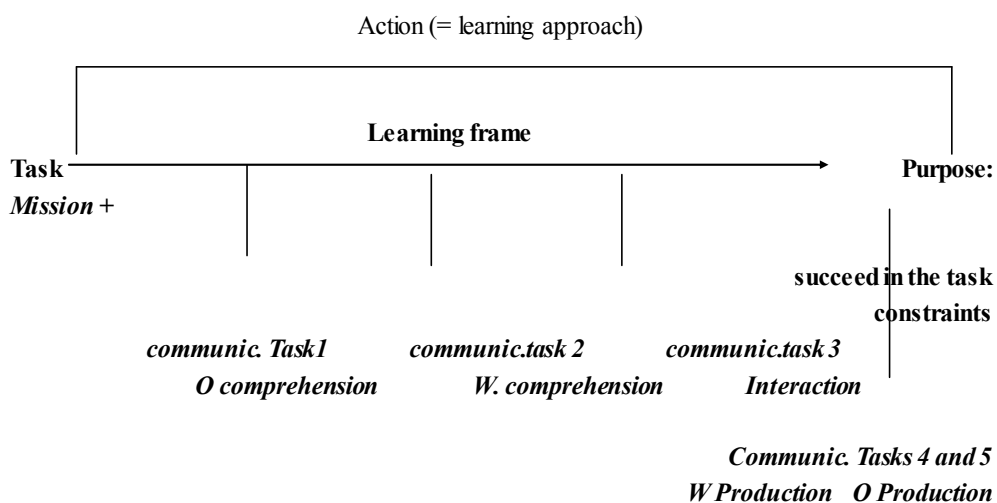 Action (= learning approach)
Learning frame
Task
Purpose:
Mission +
succeed in the task
constraints
communic. Task1
communic.task 2
communic.task 3
O comprehension
W. comprehension
Interaction
Communic. Tasks 4 and 5
W Production O Production